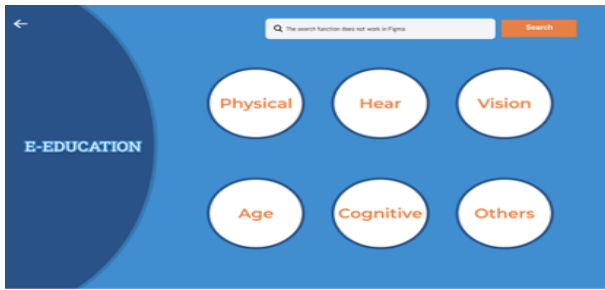 The search function does not work in Figma.
Search
Physical
Hear
Vision
E-EDUCATION
Age
Cognitive
Others